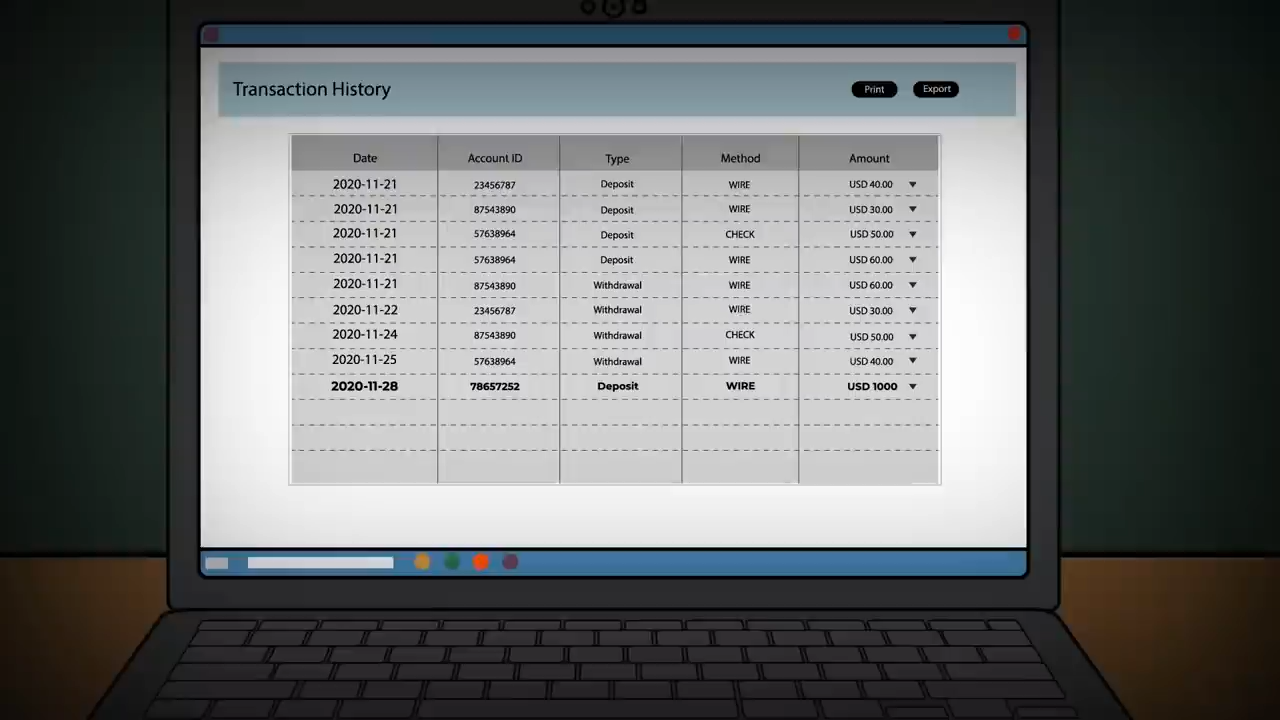 Transaction History
Print Export
Date Account ID Type Method Amount
2020-11-21 23456787 Deposit WIRE USD 40.00
2020-11-21 87543890 Deposit WIRE USD 30.00
2020-11-21 57638964 Deposit CHECK USD 50.00
2020-11-21 57638964 Deposit WIRE USD 60.00
2020-11-21 87543890 Withdrawal WIRE USD 60.00
2020-11-22 23456787 Withdrawal WIRE USD 30.00
2020-11-24 87543890 Withdrawal CHECK USD 50.00
2020-11-25 57638964 Withdrawal WIRE USD 40.00
2020-11-28 78657252 Deposit WIRE USD 1000